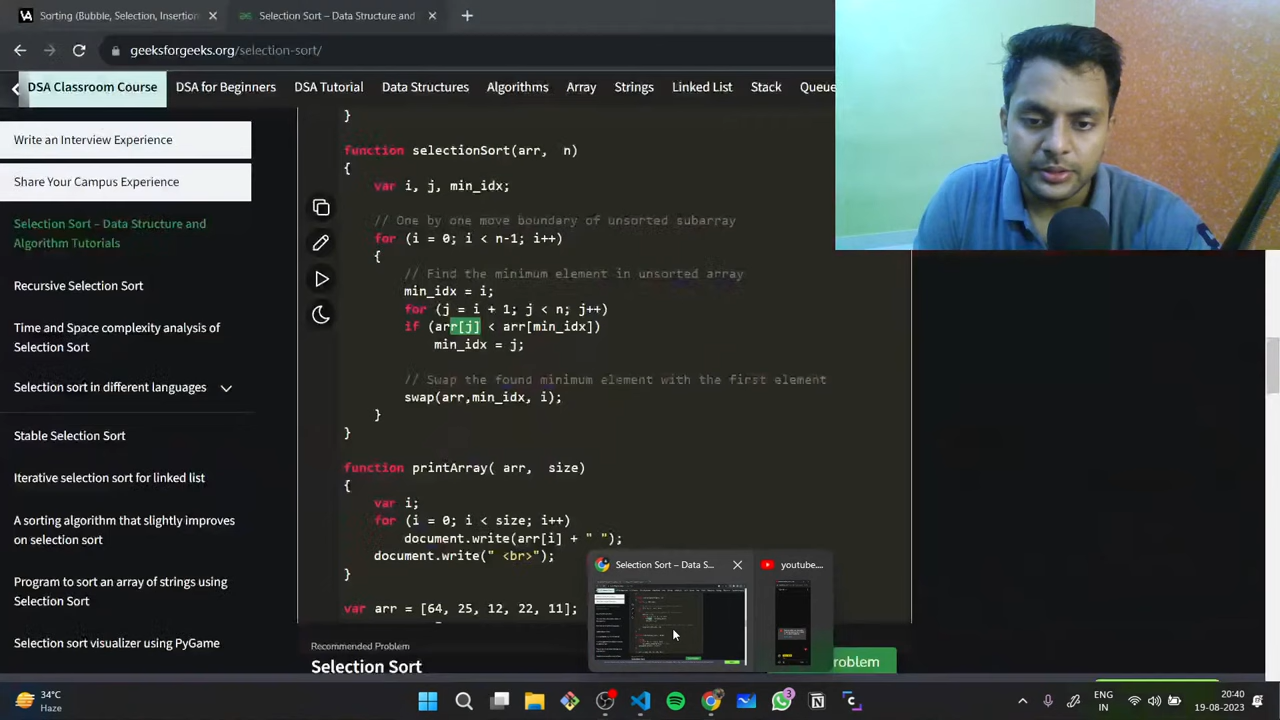 Sorting (Bubble, Selection, Insertion
Selection Sort – Data Structure and
geeksforgeeks.org/selection-sort/
DSA Classroom Course
DSA for Beginners
DSA Tutorial
Data Structures
Algorithms
Array
Strings
Linked List
Stack
Queue
Write an Interview Experience
Share Your Campus Experience
Selection Sort – Data Structure and
Algorithm Tutorials
Recursive Selection Sort
Time and Space complexity analysis of
Selection Sort
Selection sort in different languages
Stable Selection Sort
Iterative selection sort for linked list
A sorting algorithm that slightly improves
on selection sort
Program to sort an array of strings using
Selection Sort
Selection sort visualizer using PyGame
}
function selectionSort(arr,  n)
{
var i, j, min_idx;
// One by one move boundary of unsorted subarray
for (i = 0; i < n-1; i++)
{
// Find the minimum element in unsorted array
min_idx = i;
for (j = i + 1; j < n; j++)
if (arr[j] < arr[min_idx])
min_idx = j;
// Swap the found minimum element with the first element
swap(arr,min_idx, i);
}
}
function printArray( arr,  size)
{
var i;
for (i = 0; i < size; i++)
document.write(arr[i] + " ");
document.write(" <br>");
}
var arr = [64, 25, 12, 22, 11];
Recommended Problem
Selection Sort
roblem
Selection Sort – Data S...
youtube....
34°C
Haze
3
ENG
IN
20:40
19-08-2023